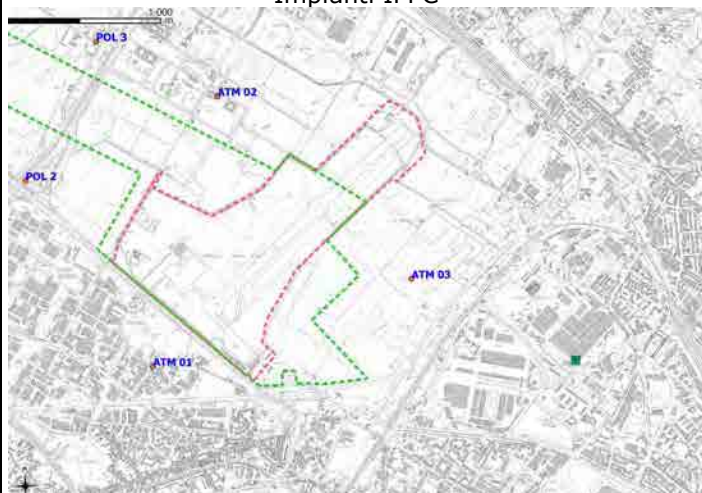 Impianti IPPC
1.000
m
POL 3
ATM 02
POL 2
ATM 03
ATM 01